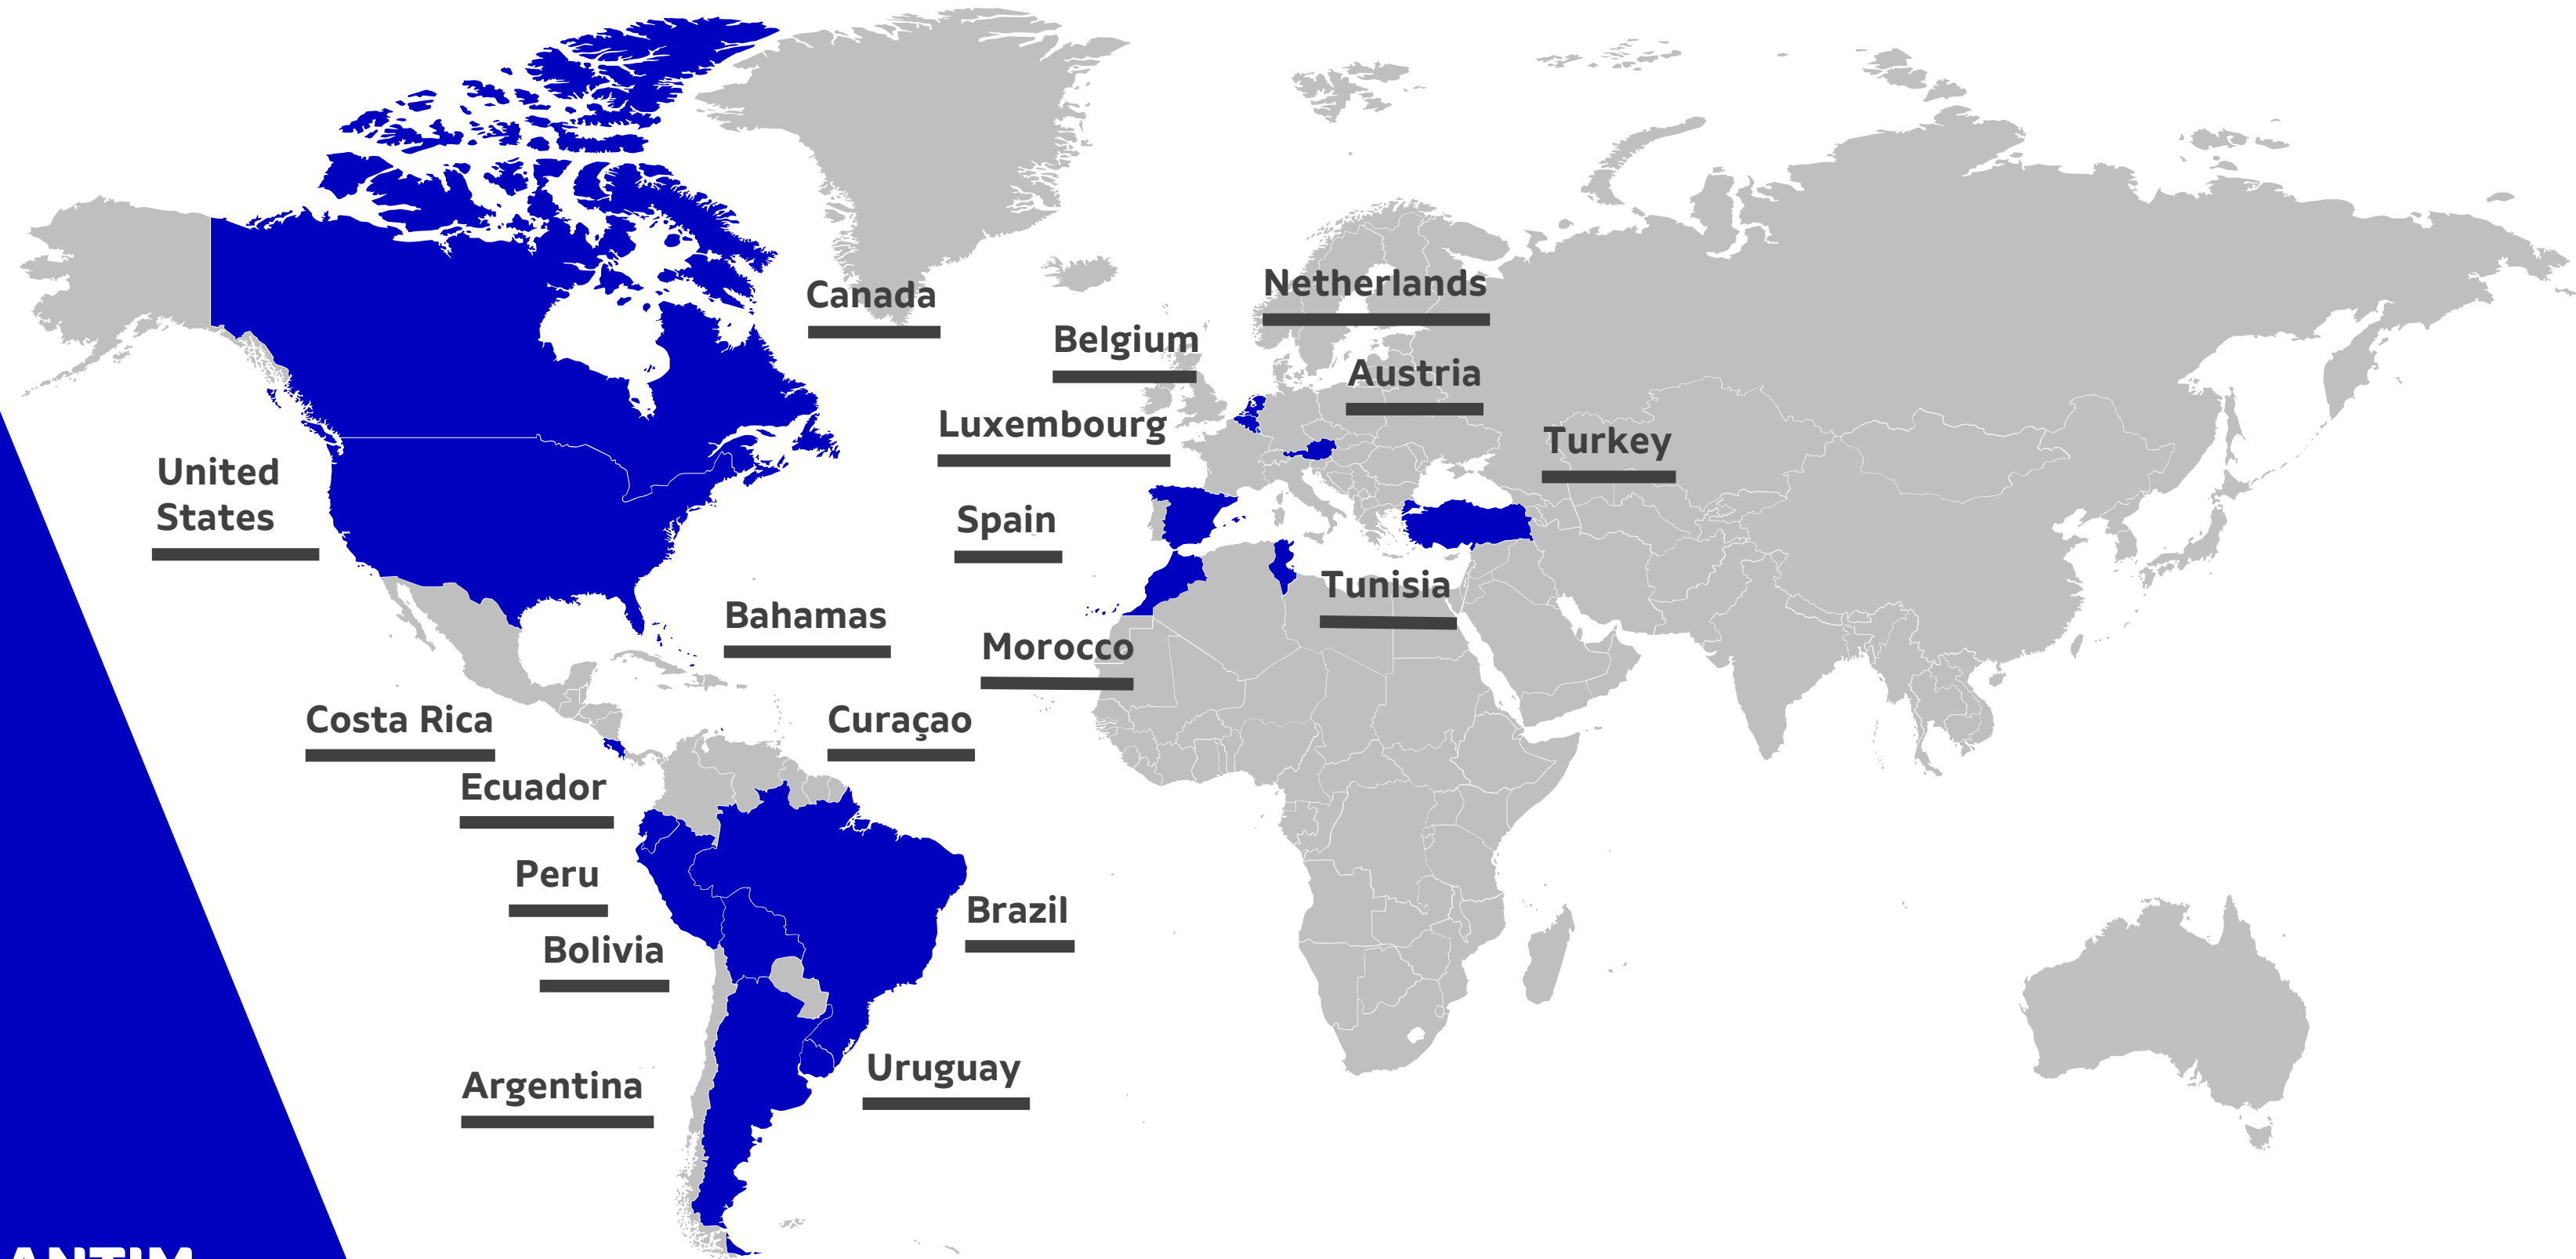 Canada
Netherlands
Belgium
Austria
Luxembourg
Turkey
United
States
Spain
Tunisia
Bahamas
Morocco
Costa Rica
Curaçao
Ecuador
Peru
Brazil
Bolivia
Uruguay
Argentina
ANTIM